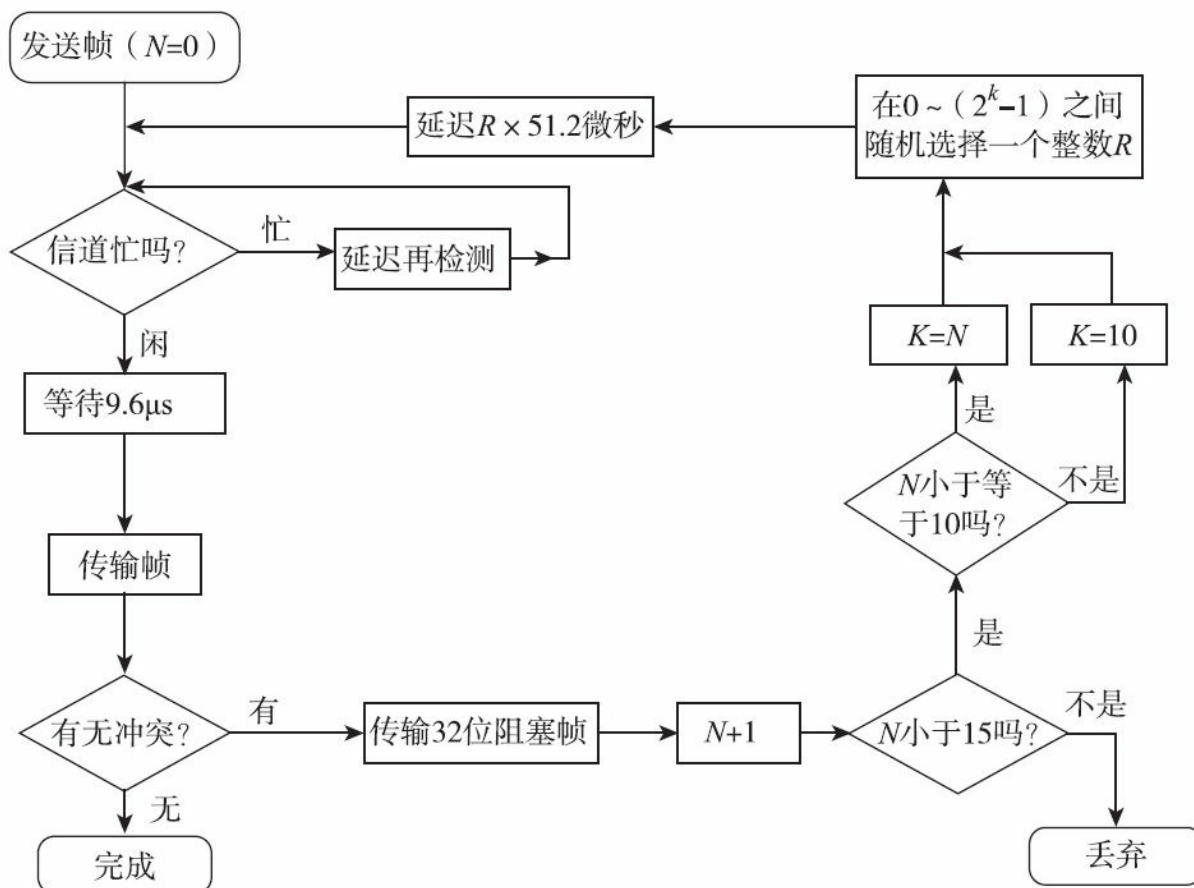 发送帧（N=0）
延迟R × 51.2微秒
在0 ~（2^k–1）之间
随机选择一个整数R
信道忙吗？
忙
延迟再检测
闲
等待9.6μs
K=N
K=10
是
不是
N小于等
于10吗？
传输帧
是
有无冲突？
有
传输32位阻塞帧
N+1
N小于15吗？
不是
无
完成
丢弃